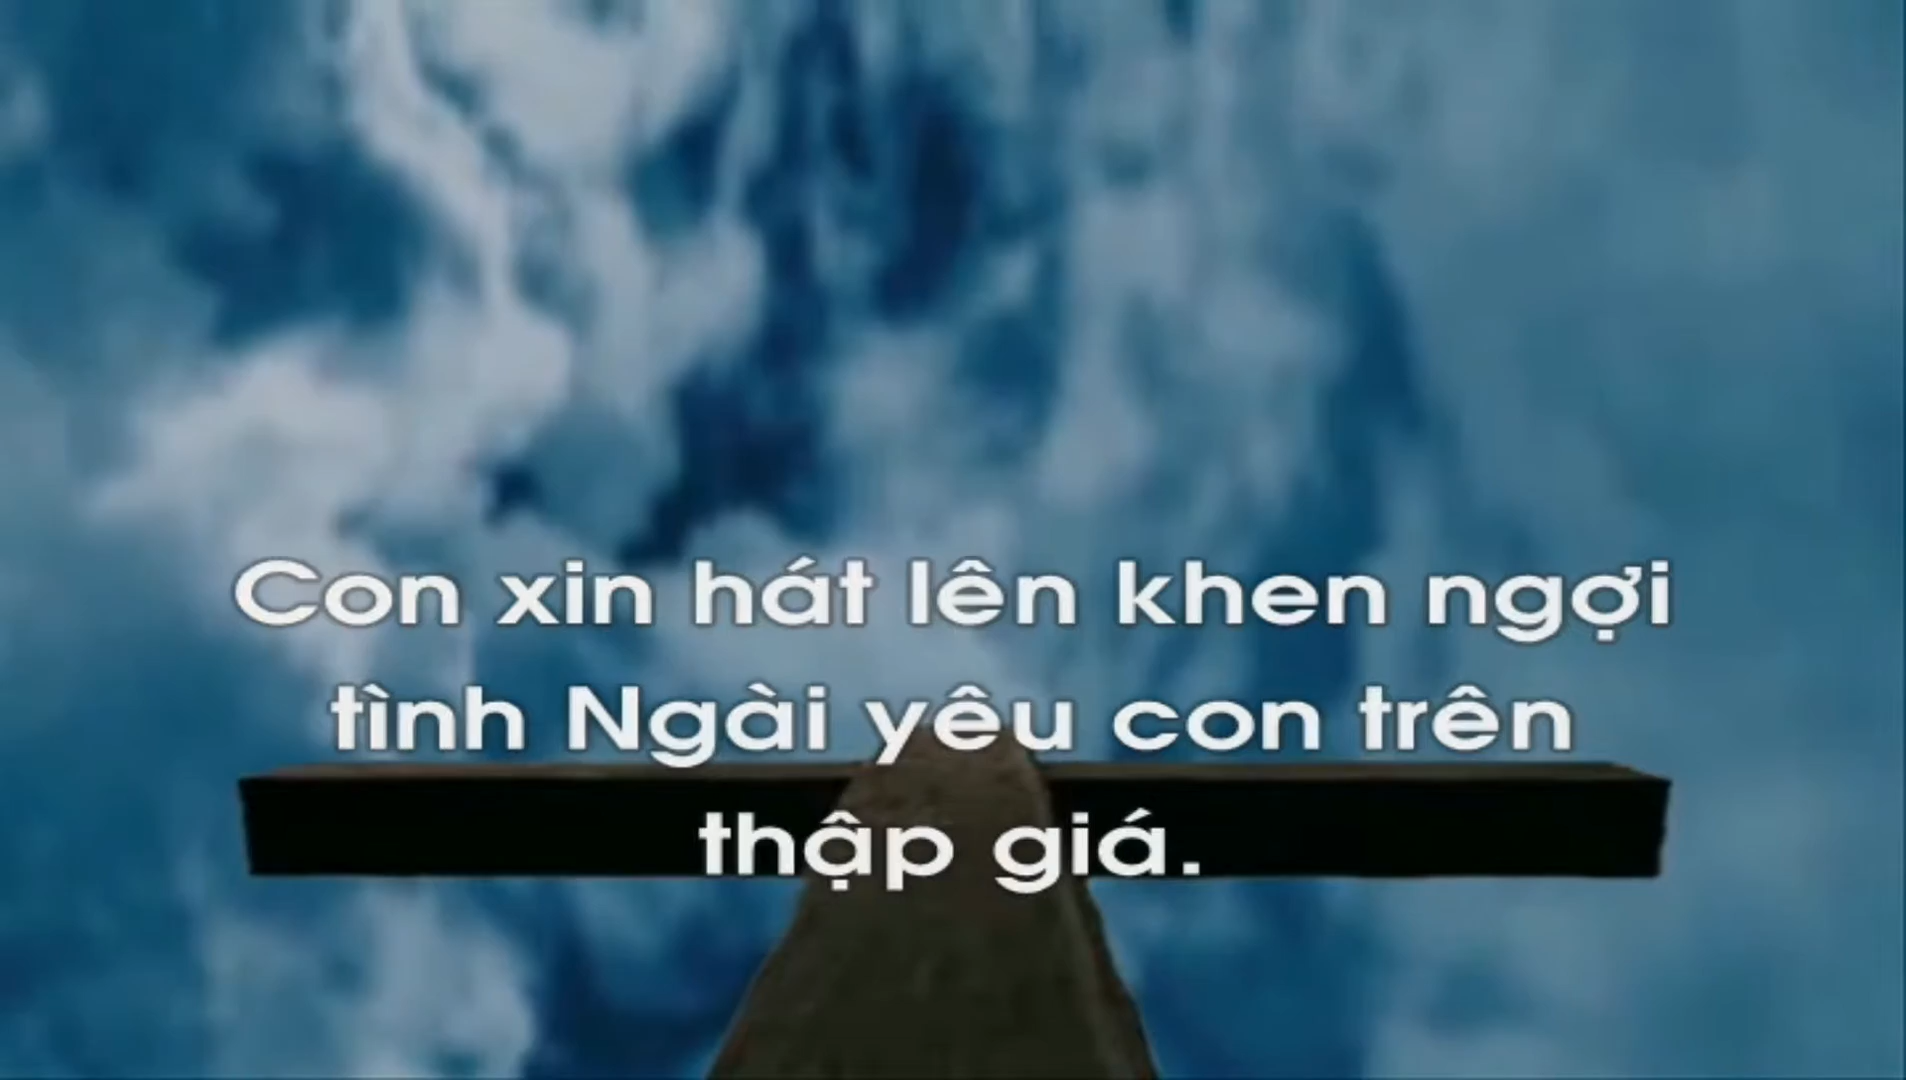 Con xin hát lên khen ngợi
tình Ngài yêu con trên
thập giá.